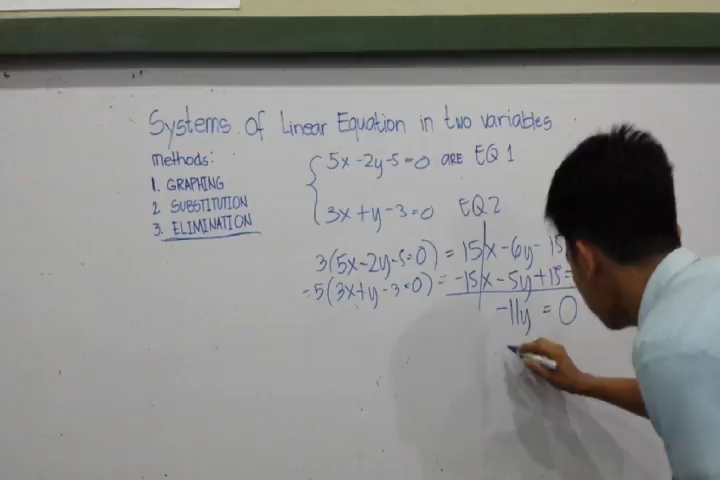 Systems of Linear Equation in two variables
methods:
1. GRAPHING
2 SUBSTITUTION
3. ELIMINATION
5x-2y-5=0 ARE EQ 1
3x+y-3=0 EQ2
3(5x-2y-5=0) = 15x-6y-15
-5(3x+y-3=0) = -15x-5y+15=
-11y = 0